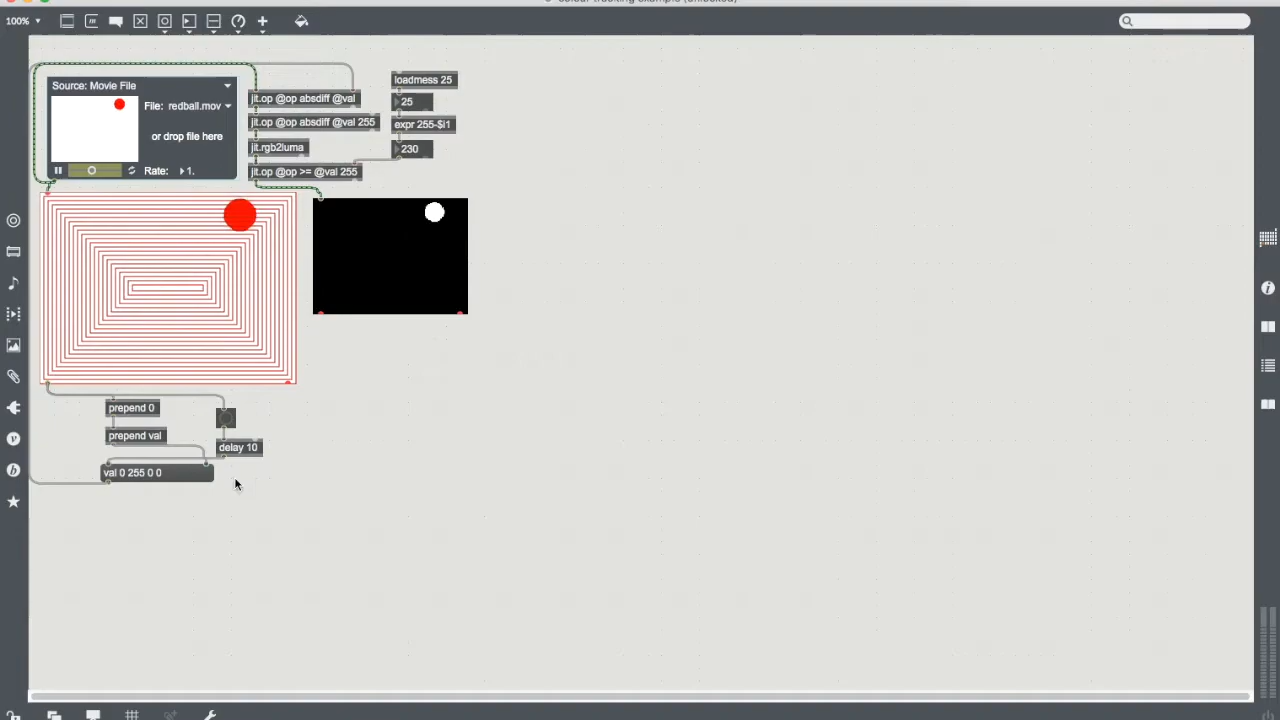 100%
Source: Movie File
File: redball.mov
or drop file here
Rate: 1.
jit.op @op absdiff @val
jit.op @op absdiff @val 255
jit.rgb2luma
jit.op @op >= @val 255
loadmess 25
25
expr 255-$i1
230
prepend 0
prepend val
delay 10
val 0 255 0 0